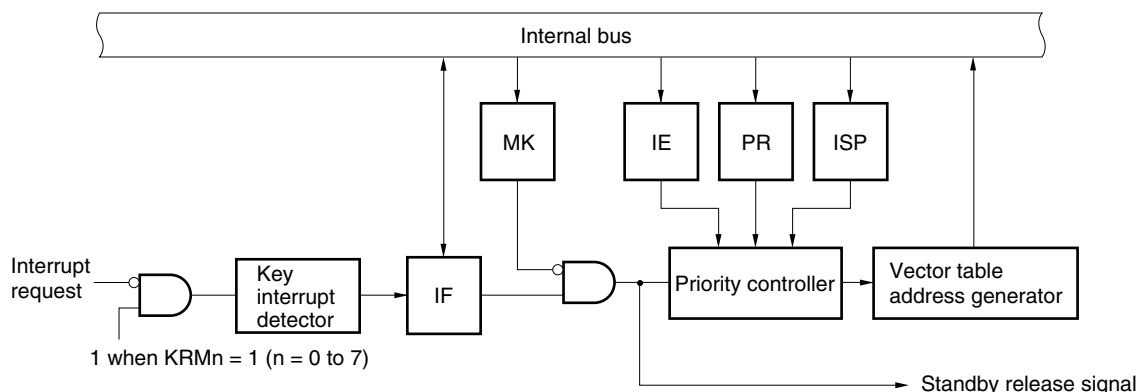 Internal bus
MK
IE
PR
ISP
Interrupt
request
Key
interrupt
detector
IF
Priority controller
Vector table
address generator
1 when KRMn = 1 (n = 0 to 7)
Standby release signal